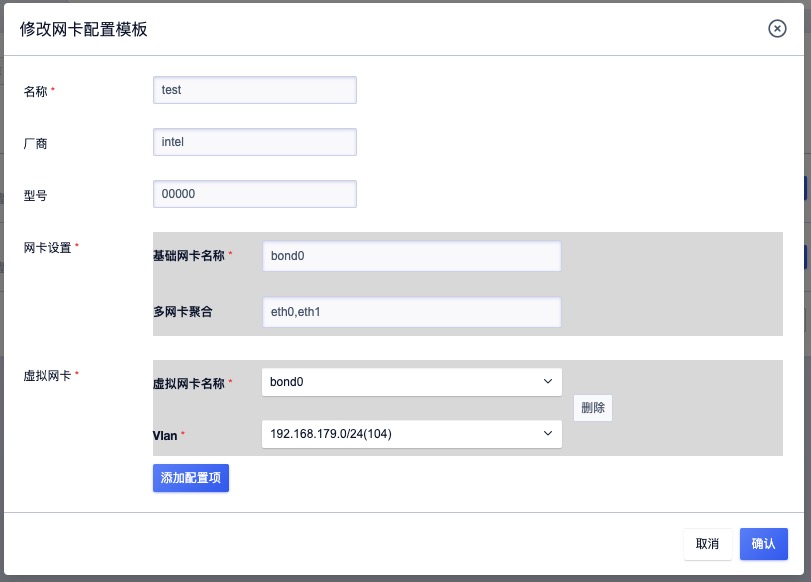 修改网卡配置模板
名称 * test
厂商 intel
型号 00000
网卡设置 *
基础网卡名称 * bond0
多网卡聚合 eth0,eth1
虚拟网卡 *
虚拟网卡名称 * bond0
删除
Vlan * 192.168.179.0/24(104)
添加配置项
取消 确认